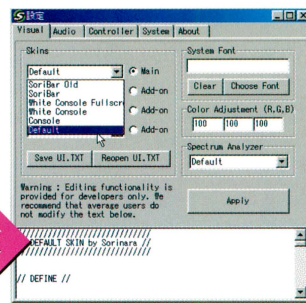 設定
Visual Audio Controller System About
Skins
Default
Main
SoriBar Old
SoriBar
White Console Fullscre
White Console
Console
Default
Add-on
Add-on
Add-on
Save UI.TXT Reopen UI.TXT
System Font
Clear Choose Font
Color Adjustment (R,G,B)
100 100 100
Spectrum Analyzer
Default
Warning : Editing functionality is
provided for developers only. We
recommend that average users do
not modify the text below.
Apply
////////////////////////////
DEFAULT SKIN by Sorinara //
////////////////////////////
// DEFINE //